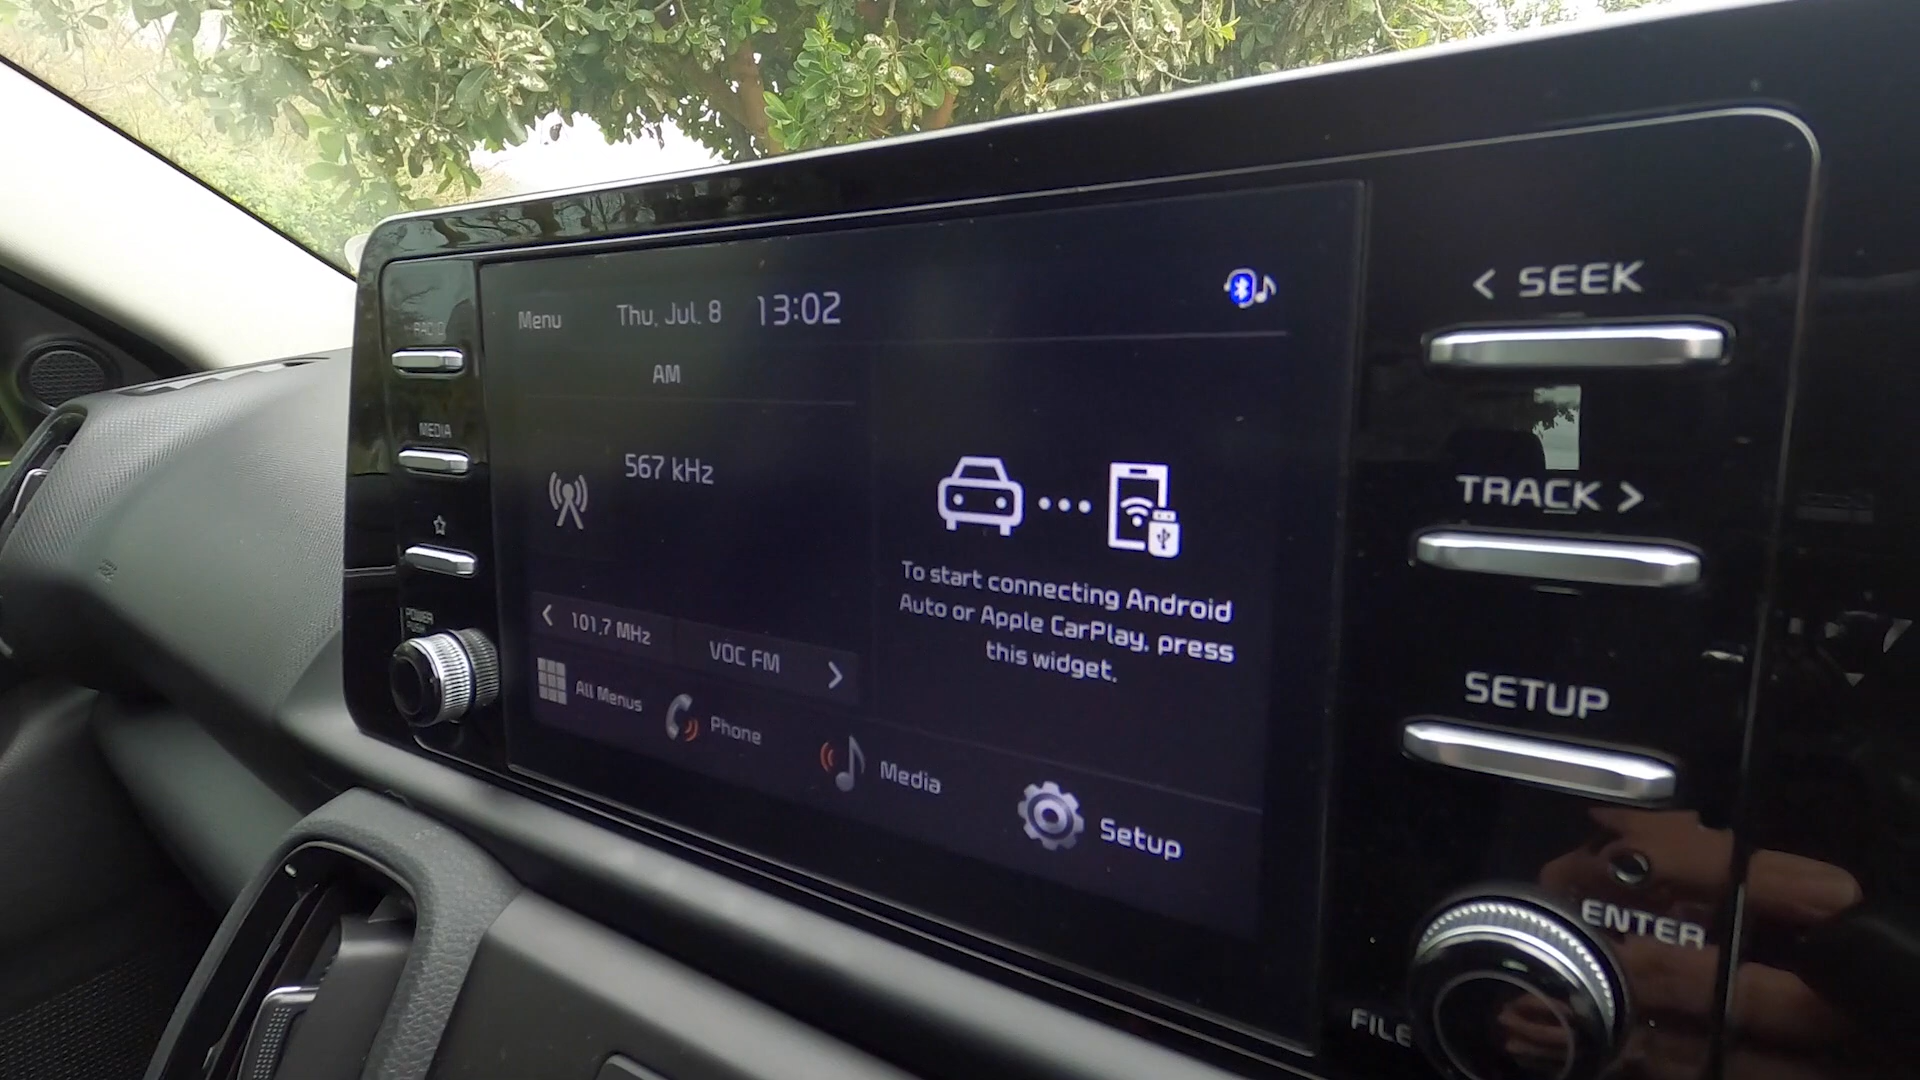 RADIO
MEDIA
POWER
PUSH
Menu
Thu, Jul. 8 13:02
AM
567 kHz
< 101.7 MHz
VOC FM >
To start connecting Android
Auto or Apple CarPlay, press
this widget.
All Menus
Phone
Media
Setup
< SEEK
TRACK >
SETUP
ENTER
FILE